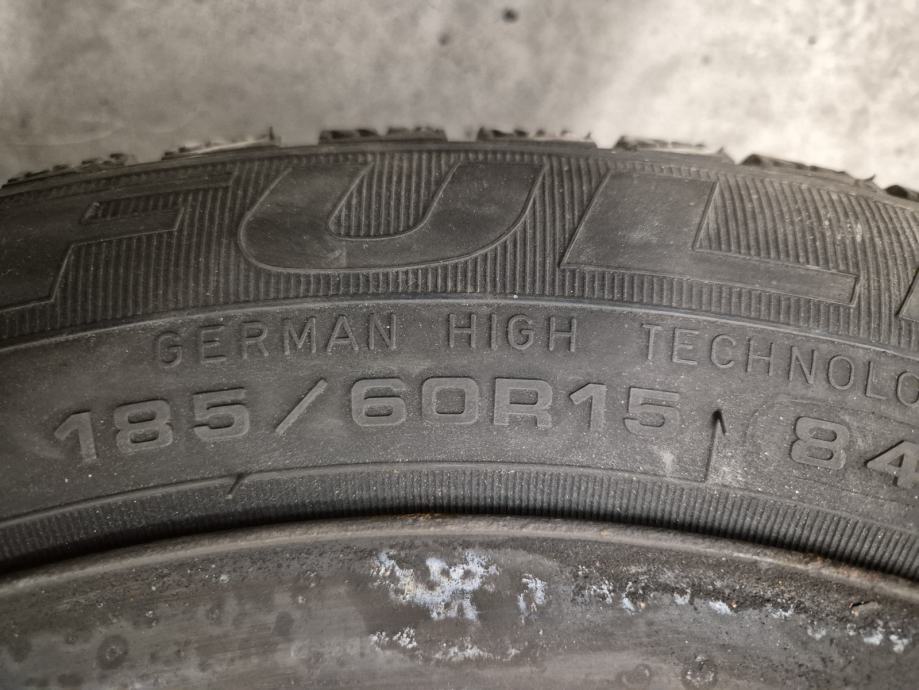 FUL
GERMAN HIGH TECHNOLO
185/60R15 84